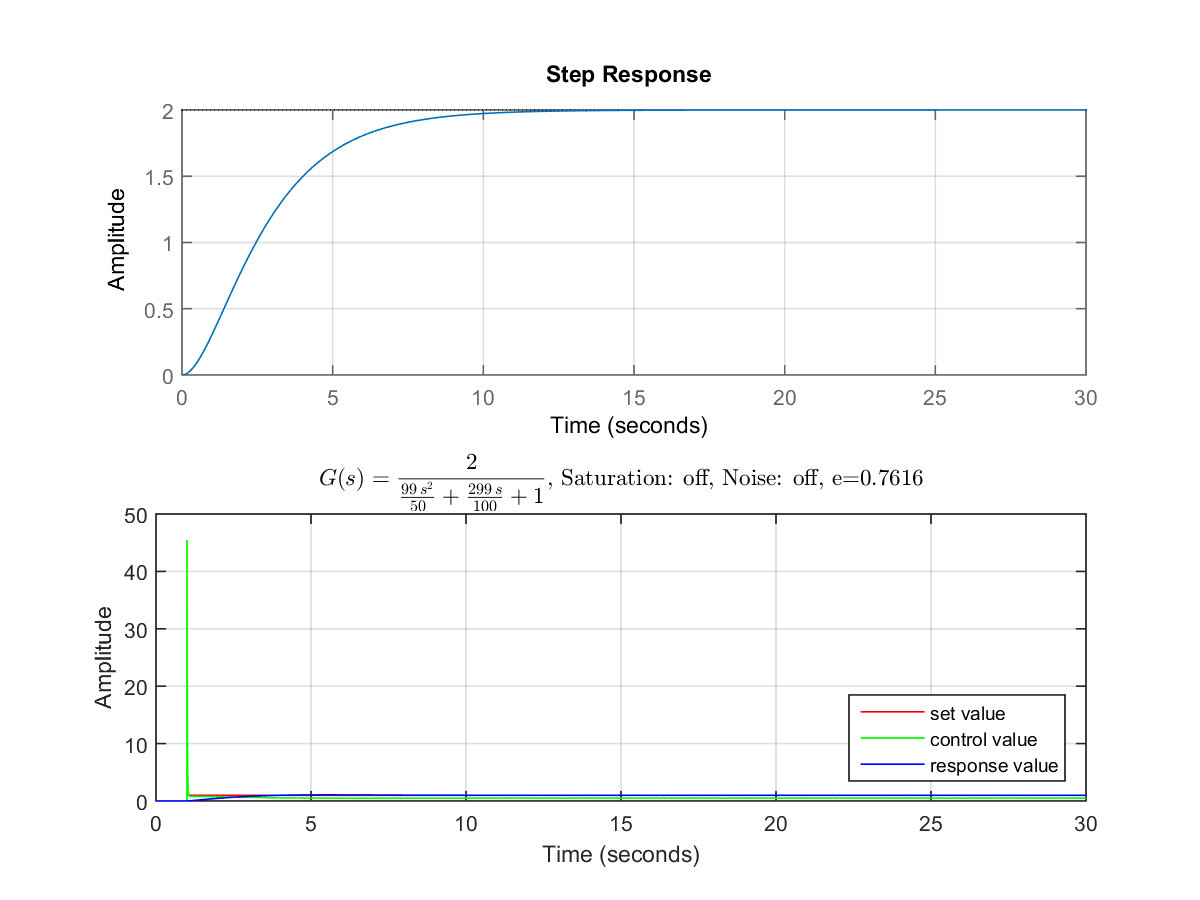 Step Response
Amplitude
2
1.5
1
0.5
0
0 5 10 15 20 25 30
Time (seconds)
G(s) = 2 / (99 s² / 50 + 299 s / 100 + 1), Saturation: off, Noise: off, e=0.7616
Amplitude
50
40
30
20
10
0
set value
control value
response value
0 5 10 15 20 25 30
Time (seconds)